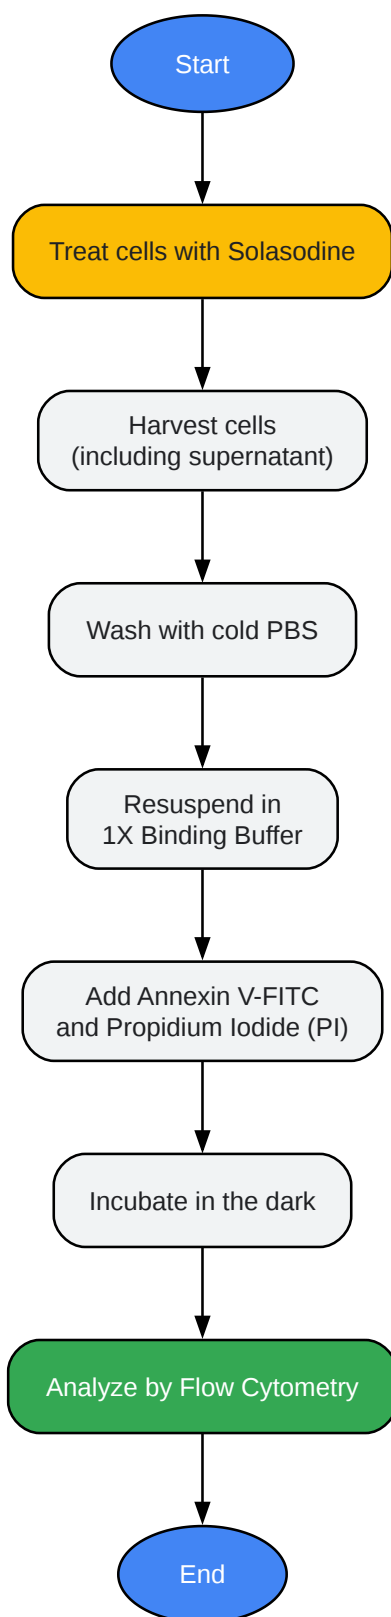 Start
Treat cells with Solasodine
Harvest cells
(including supernatant)
Wash with cold PBS
Resuspend in
1X Binding Buffer
Add Annexin V-FITC
and Propidium Iodide (PI)
Incubate in the dark
Analyze by Flow Cytometry
End